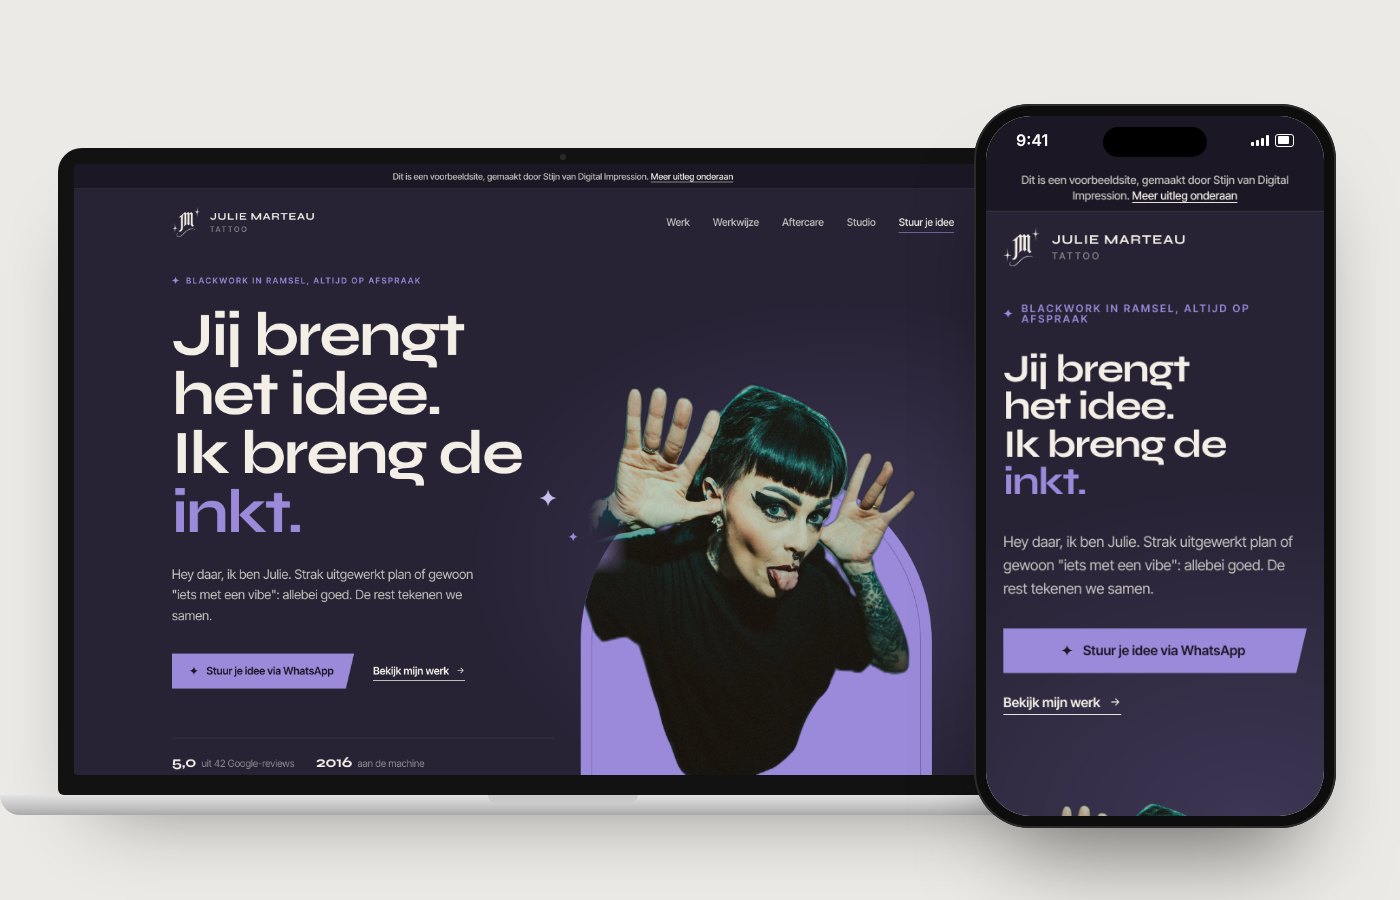 Dit is een voorbeeldsite, gemaakt door Stijn van Digital Impression. Meer uitleg onderaan
JULIE MARTEAU
TATTOO
Werk Werkwijze Aftercare Studio Stuur je idee
BLACKWORK IN RAMSEL, ALTIJD OP AFSPRAAK
Jij brengt
het idee.
Ik breng de
inkt.
Hey daar, ik ben Julie. Strak uitgewerkt plan of gewoon
"iets met een vibe": allebei goed. De rest tekenen we
samen.
Stuur je idee via WhatsApp
Bekijk mijn werk →
5,0 uit 42 Google-reviews 2016 aan de machine
9:41
Dit is een voorbeeldsite, gemaakt door Stijn van Digital
Impression. Meer uitleg onderaan
JULIE MARTEAU
TATTOO
BLACKWORK IN RAMSEL, ALTIJD OP
AFSPRAAK
Jij brengt
het idee.
Ik breng de
inkt.
Hey daar, ik ben Julie. Strak uitgewerkt plan of
gewoon "iets met een vibe": allebei goed. De
rest tekenen we samen.
Stuur je idee via WhatsApp
Bekijk mijn werk →